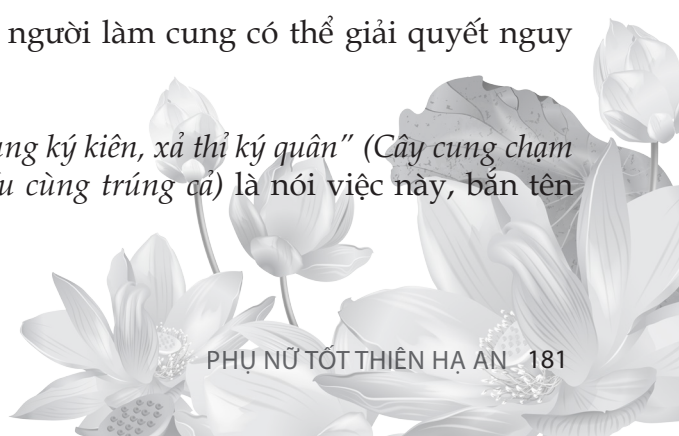 người làm cung có thể giải quyết nguy
ung ký kiên, xả thỉ ký quân” (Cây cung chạm
cùng trúng cả) là nói việc này, bắn tên
PHỤ NỮ TỐT THIÊN HẠ AN 181